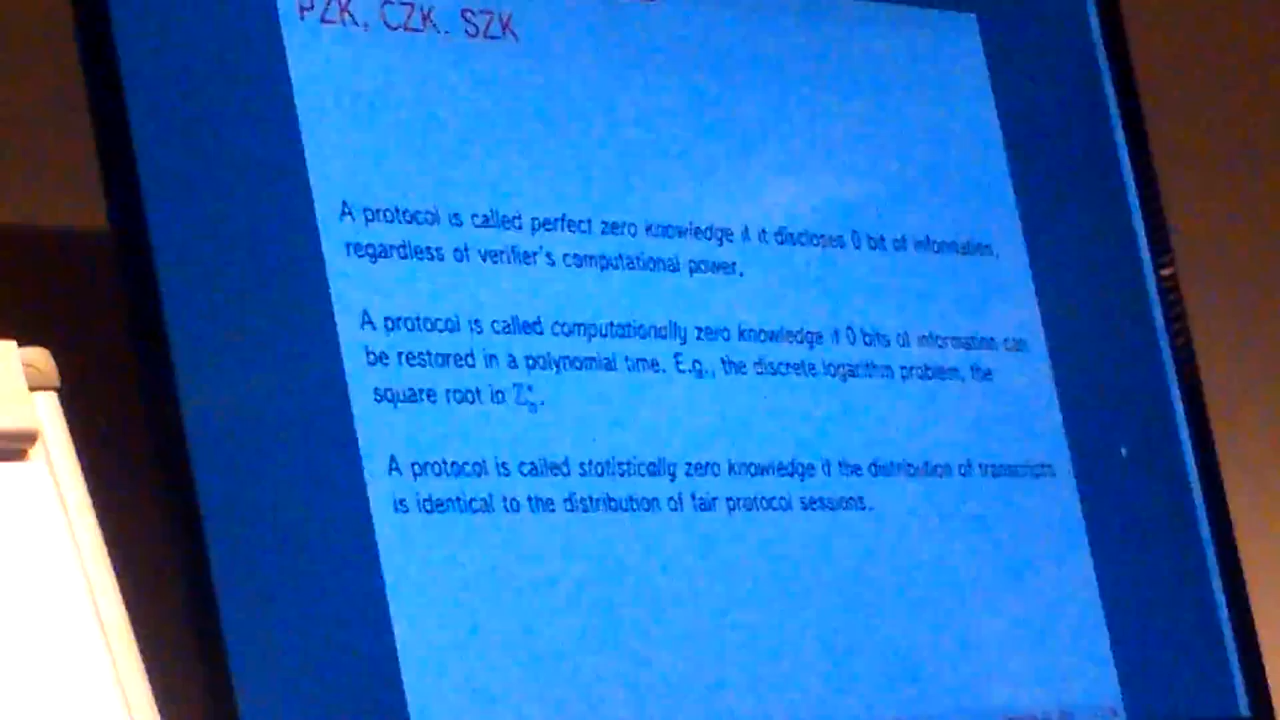 PZK, CZK, SZK
A protocol is called perfect zero knowledge if it discloses 0 bit of information,
regardless of verifier's computational power.
A protocol is called computationally zero knowledge if 0 bits of information can
be restored in a polynomial time. E.g., the discrete logarithm problem, the
square root in
A protocol is called statistically zero knowledge if the distribution of transcripts
is identical to the distribution of fair protocol sessions.